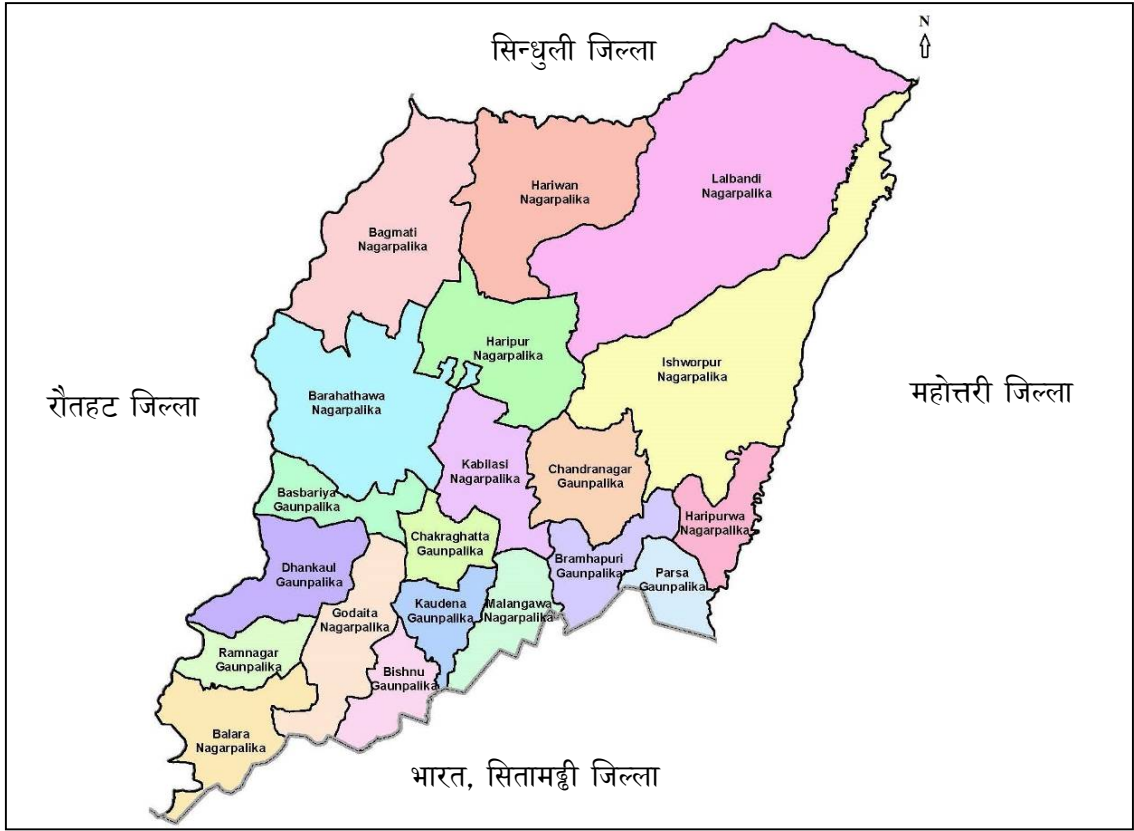 N
सिन्धुली जिल्ला
Lalbandi
Nagarpalika
Hariwan
Nagarpalika
Bagmati
Nagarpalika
Haripur
Nagarpalika
Ishworpur
Nagarpalika
रौतहट जिल्ला
महोत्तरी जिल्ला
Barahathawa
Nagarpalika
Kabilasi
Nagarpalika
Chandranagar
Gaunpalika
Basbariya
Gaunpalika
Haripurwa
Nagarpalika
Chakraghatta
Gaunpalika
Bramhapuri
Gaunpalika
Parsa
Gaunpalika
Dhankaul
Gaunpalika
Godaita
Nagarpalika
Kaudena
Gaunpalika
Malangawa
Nagarpalika
Ramnagar
Gaunpalika
Bishnu
Gaunpalika
Balara
Nagarpalika
भारत, सितामढ्ढी जिल्ला